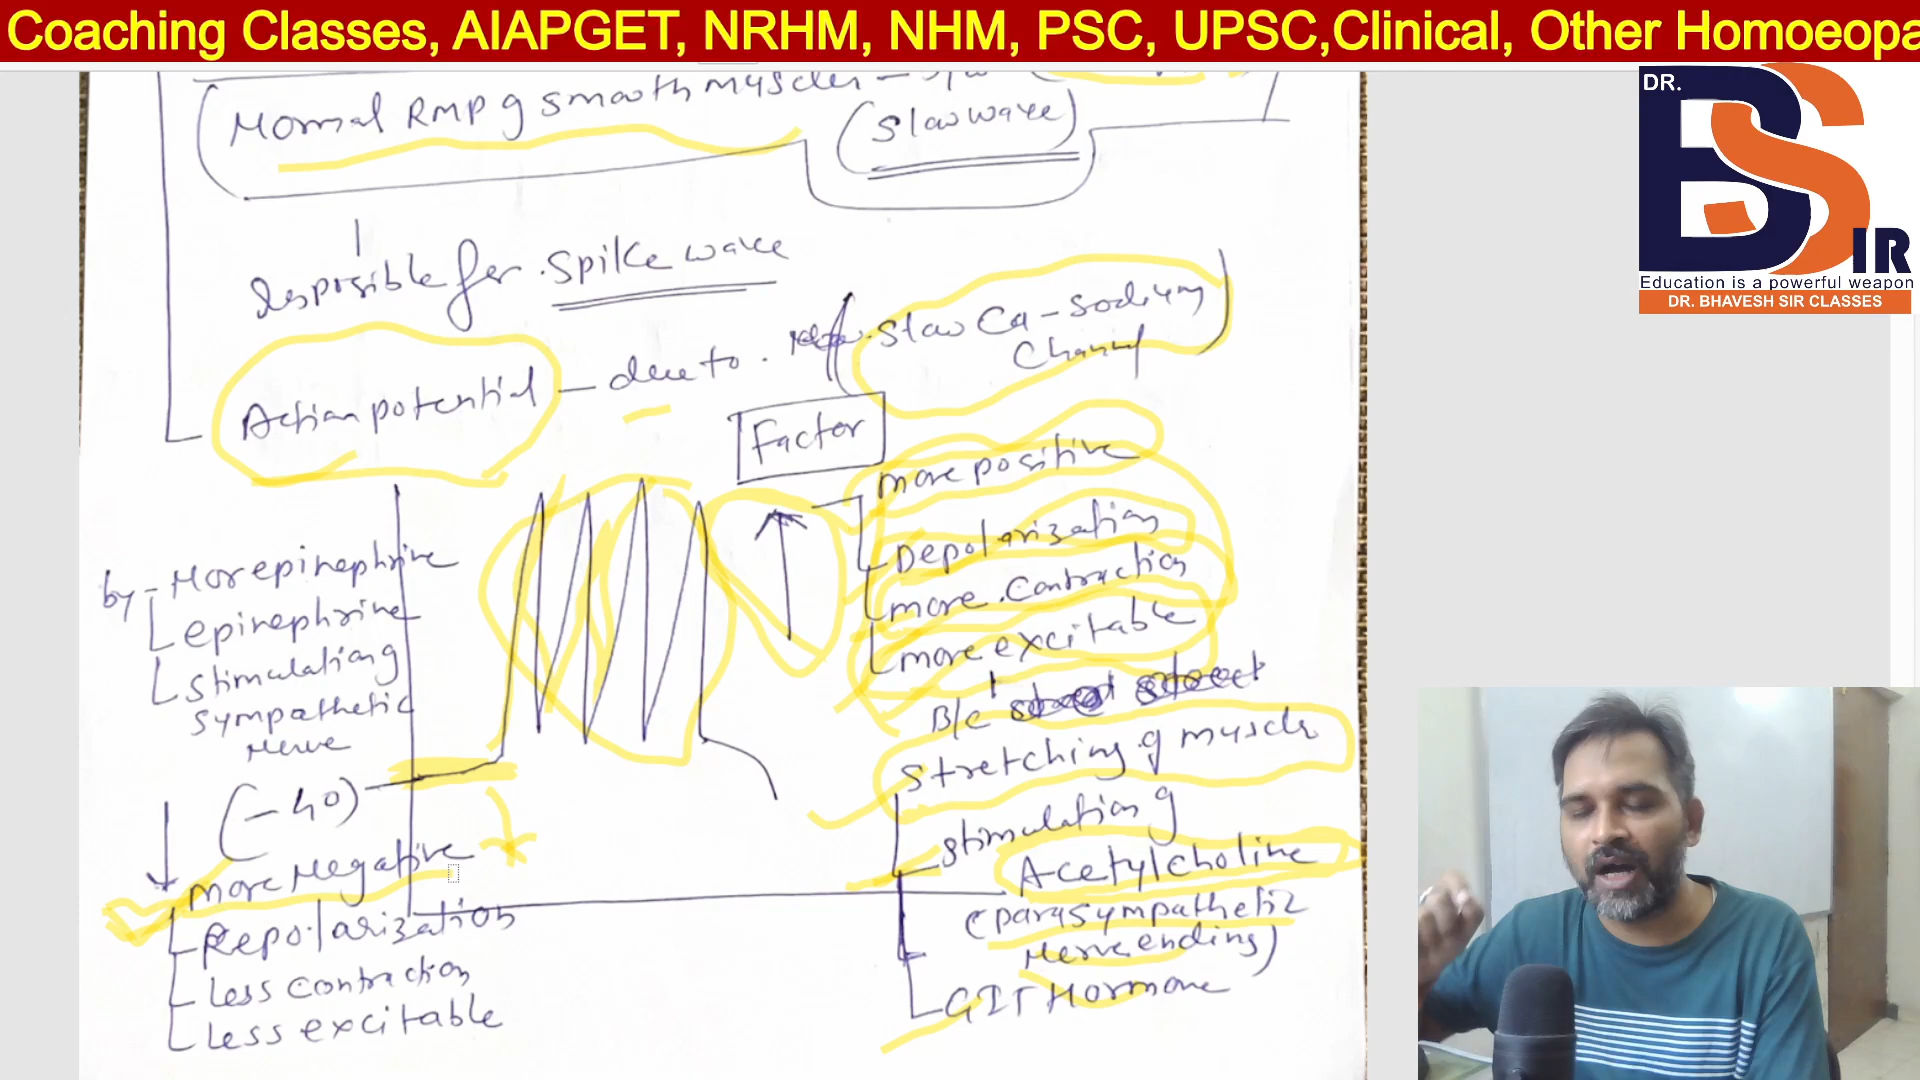 Coaching Classes, AIAPGET, NRHM, NHM, PSC, UPSC,Clinical, Other Homoeopa
DR.
BS
IR
Education is a powerful weapon
DR. BHAVESH SIR CLASSES
Normal RMP of smooth muscles –
(Slow wave)
Resposible for spike wave
Action potential – due to
slow Ca – sodium
Channel
Factor
more positive
Depolarization
more contraction
more excitable
B/c
stretching of muscle
stimulation of
Acetylcholine
(parasympathetic
Nerve ending)
GIT Hormone
by – Norepinephrine
epinephrine
stimulation of
sympathetic
Nerve
(– 40)
more Negative
Repolarization
less contraction
less excitable